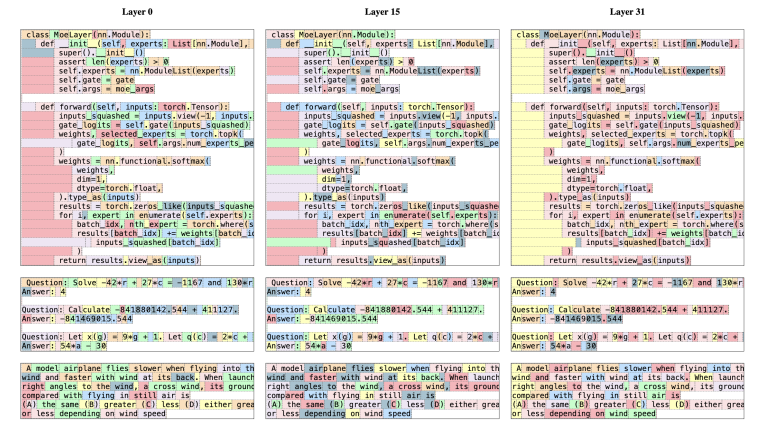 Layer 0
class MoeLayer(nn.Module):
def __init__(self, experts: List[nn.Module],
super().__init__()
assert len(experts) > 0
self.experts = nn.ModuleList(experts)
self.gate = gate
self.args = moe_args
def forward(self, inputs: torch.Tensor):
inputs_squashed = inputs.view(-1, inputs.
gate_logits = self.gate(inputs_squashed)
weights, selected_experts = torch.topk(
gate_logits, self.args.num_experts_pe
)
weights = nn.functional.softmax(
weights,
dim=1,
dtype=torch.float,
).type_as(inputs)
results = torch.zeros_like(inputs_squashe
for i, expert in enumerate(self.experts):
batch_idx, nth_expert = torch.where(s
results[batch_idx] += weights[batch_i
inputs_squashed[batch_idx]
)
return results.view_as(inputs)
Question: Solve -42*r + 27*c = -1167 and 130*r
Answer: 4
Question: Calculate -841880142.544 + 411127.
Answer: -841469015.544
Question: Let x(g) = 9*g + 1. Let q(c) = 2*c +
Answer: 54*a - 30
A model airplane flies slower when flying into th
wind and faster with wind at its back. When launch
right angles to the wind, a cross wind, its groun
compared with flying in still air is
(A) the same (B) greater (C) less (D) either grea
or less depending on wind speed
Layer 15
class MoeLayer(nn.Module):
def __init__(self, experts: List[nn.Module],
super().__init__()
assert len(experts) > 0
self.experts = nn.ModuleList(experts)
self.gate = gate
self.args = moe_args
def forward(self, inputs: torch.Tensor):
inputs_squashed = inputs.view(-1, inputs.
gate_logits = self.gate(inputs_squashed)
weights, selected_experts = torch.topk(
gate_logits, self.args.num_experts_pe
)
weights = nn.functional.softmax(
weights,
dim=1,
dtype=torch.float,
).type_as(inputs)
results = torch.zeros_like(inputs_squashe
for i, expert in enumerate(self.experts):
batch_idx, nth_expert = torch.where(s
results[batch_idx] += weights[batch_i
inputs_squashed[batch_idx]
)
return results.view_as(inputs)
Question: Solve -42*r + 27*c = -1167 and 130*r
Answer: 4
Question: Calculate -841880142.544 + 411127.
Answer: -841469015.544
Question: Let x(g) = 9*g + 1. Let q(c) = 2*c +
Answer: 54*a - 30
A model airplane flies slower when flying into th
wind and faster with wind at its back. When launch
right angles to the wind, a cross wind, its groun
compared with flying in still air is
(A) the same (B) greater (C) less (D) either grea
or less depending on wind speed
Layer 31
class MoeLayer(nn.Module):
def __init__(self, experts: List[nn.Module],
super().__init__()
assert len(experts) > 0
self.experts = nn.ModuleList(experts)
self.gate = gate
self.args = moe_args
def forward(self, inputs: torch.Tensor):
inputs_squashed = inputs.view(-1, inputs.
gate_logits = self.gate(inputs_squashed)
weights, selected_experts = torch.topk(
gate_logits, self.args.num_experts_pe
)
weights = nn.functional.softmax(
weights,
dim=1,
dtype=torch.float,
).type_as(inputs)
results = torch.zeros_like(inputs_squashe
for i, expert in enumerate(self.experts):
batch_idx, nth_expert = torch.where(s
results[batch_idx] += weights[batch_i
inputs_squashed[batch_idx]
)
return results.view_as(inputs)
Question: Solve -42*r + 27*c = -1167 and 130*r
Answer: 4
Question: Calculate -841880142.544 + 411127.
Answer: -841469015.544
Question: Let x(g) = 9*g + 1. Let q(c) = 2*c +
Answer: 54*a - 30
A model airplane flies slower when flying into th
wind and faster with wind at its back. When launch
right angles to the wind, a cross wind, its groun
compared with flying in still air is
(A) the same (B) greater (C) less (D) either grea
or less depending on wind speed